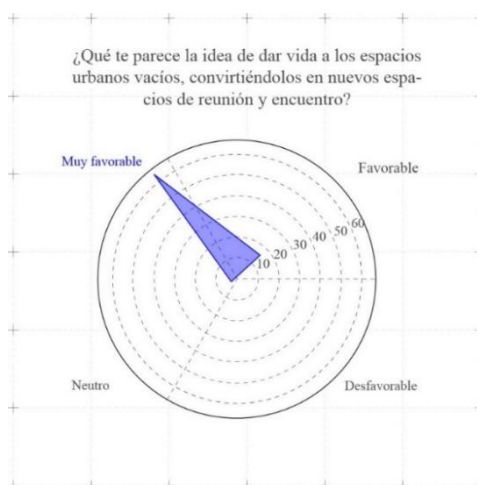 ¿Qué te parece la idea de dar vida a los espacios
urbanos vacíos, convirtiéndolos en nuevos espa-
cios de reunión y encuentro?
Muy favorable
Favorable
10 20 30 40 50 60
Neutro
Desfavorable